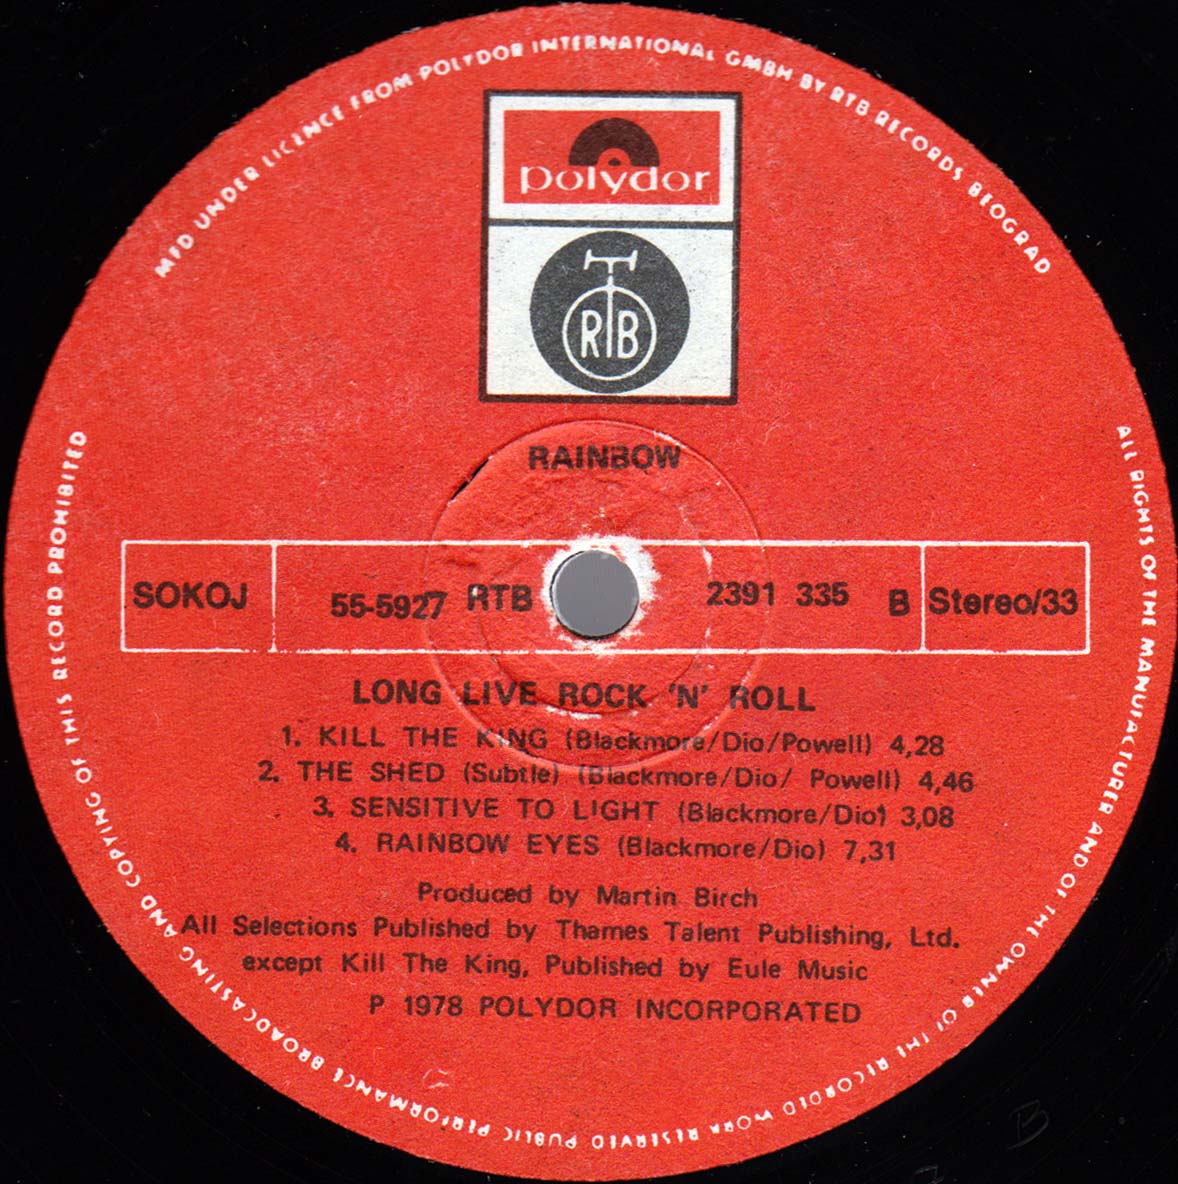 MFD UNDER LICENCE FROM POLYDOR INTERNATIONAL GMBH BY RTB RECORDS BEOGRAD
polydor
RTB
RAINBOW
SOKOJ 55-5927 RTB 2391 335 B Stereo/33
LONG LIVE ROCK 'N' ROLL
1. KILL THE KING (Blackmore/Dio/Powell) 4,28
2. THE SHED (Subtle) (Blackmore/Dio/ Powell) 4,46
3. SENSITIVE TO LIGHT (Blackmore/Dio) 3,08
4. RAINBOW EYES (Blackmore/Dio) 7,31
Produced by Martin Birch
All Selections Published by Thames Talent Publishing, Ltd.
except Kill The King, Published by Eule Music
P 1978 POLYDOR INCORPORATED
ALL RIGHTS OF THE MANUFACTURER AND OF THE OWNER OF THE RECORDED WORK RESERVED PUBLIC PERFORMANCE BROADCASTING AND COPYING OF THIS RECORD PROHIBITED
B